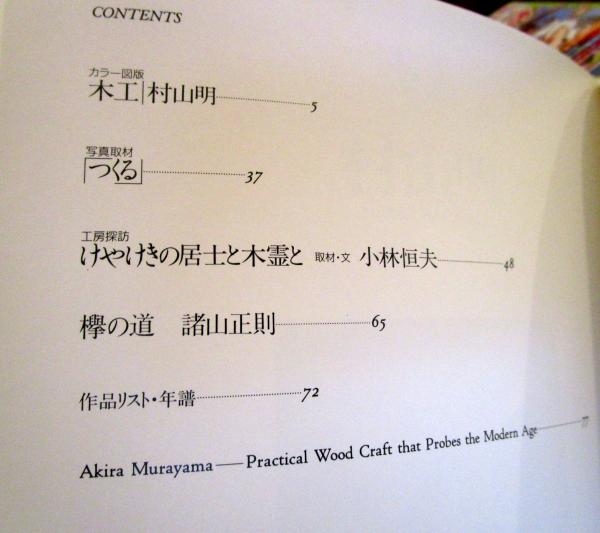 CONTENTS
カラー図版
木工|村山明 5
写真取材
「つくる」 37
工房探訪
けやけきの居士と木霊と 取材・文 小林恒夫 48
欅の道 諸山正則 65
作品リスト・年譜 72
Akira Murayama—Practical Wood Craft that Probes the Modern Age 77